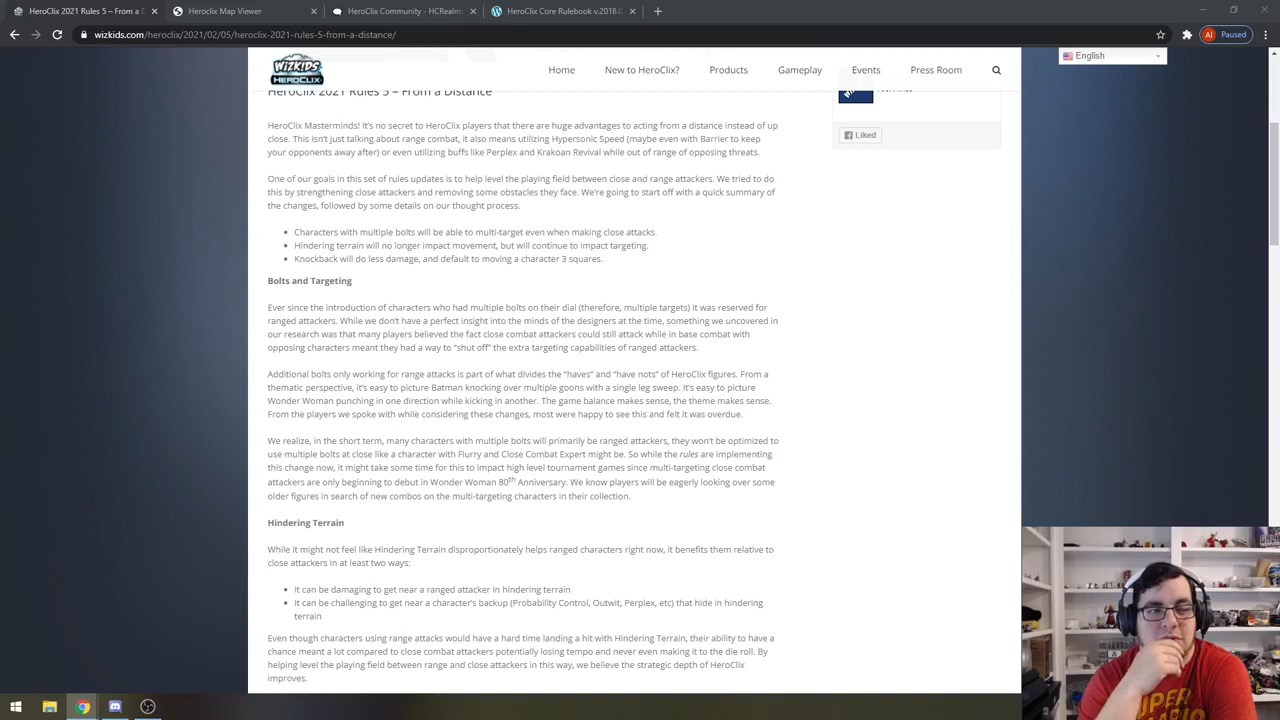 WIZKIDS HEROCLIX
HeroClix Map Viewer
Community - HCRealms
HeroClix Core Rulebook v.2018.0
wizkids.com/heroclix/2021/02/05/heroclix-2021-rules-5-from-a-distance/
AI Paused
WIZKIDS HEROCLIX
Home New to HeroClix? Products Gameplay Events Press Room
English
HeroClix 2021 Rules 5 – From a Distance
Liked
HeroClix Masterminds! It's no secret to HeroClix players that there are huge advantages to acting from a distance instead of up
close. This isn't just talking about range combat, it also means utilizing Hypersonic Speed (maybe even with Barrier to keep
your opponents away after) or even utilizing buffs like Perplex and Krakoan Revival while out of range of opposing threats.
One of our goals in this set of rules updates is to help level the playing field between close and range attackers. We tried to do
this by strengthening close attackers and removing some obstacles they face. We're going to start off with a quick summary of
the changes, followed by some details on our thought process.
• Characters with multiple bolts will be able to multi-target even when making close attacks.
• Hindering terrain will no longer impact movement, but will continue to impact targeting.
• Knockback will do less damage, and default to moving a character 3 squares.
Bolts and Targeting
Ever since the introduction of characters who had multiple bolts on their dial (therefore, multiple targets) it was reserved for
ranged attackers. While we don't have a perfect insight into the minds of the designers at the time, something we uncovered in
our research was that many players believed the fact close combat attackers could still attack while in base combat with
opposing characters meant they had a way to "shut off" the extra targeting capabilities of ranged attackers.
Additional bolts only working for range attacks is part of what divides the "haves" and "have nots" of HeroClix figures. From a
thematic perspective, it's easy to picture Batman knocking over multiple goons with a single leg sweep. It's easy to picture
Wonder Woman punching in one direction while kicking in another. The game balance makes sense, the theme makes sense.
From the players we spoke with while considering these changes, most were happy to see this and felt it was overdue.
We realize, in the short term, many characters with multiple bolts will primarily be ranged attackers, they won't be optimized to
use multiple bolts at close like a character with Flurry and Close Combat Expert might be. So while the rules are implementing
this change now, it might take some time for this to impact high level tournament games since multi-targeting close combat
attackers are only beginning to debut in Wonder Woman 80th Anniversary. We know players will be eagerly looking over some
older figures in search of new combos on the multi-targeting characters in their collection.
Hindering Terrain
While it might not feel like Hindering Terrain disproportionately helps ranged characters right now, it benefits them relative to
close attackers in at least two ways:
• It can be damaging to get near a ranged attacker in hindering terrain
• It can be challenging to get near a character's backup (Probability Control, Outwit, Perplex, etc) that hide in hindering
terrain
Even though characters using range attacks would have a hard time landing a hit with Hindering Terrain, their ability to have a
chance meant a lot compared to close combat attackers potentially losing tempo and never even making it to the die roll. By
helping level the playing field between range and close attackers in this way, we believe the strategic depth of HeroClix
improves.
SUPER
MARIO